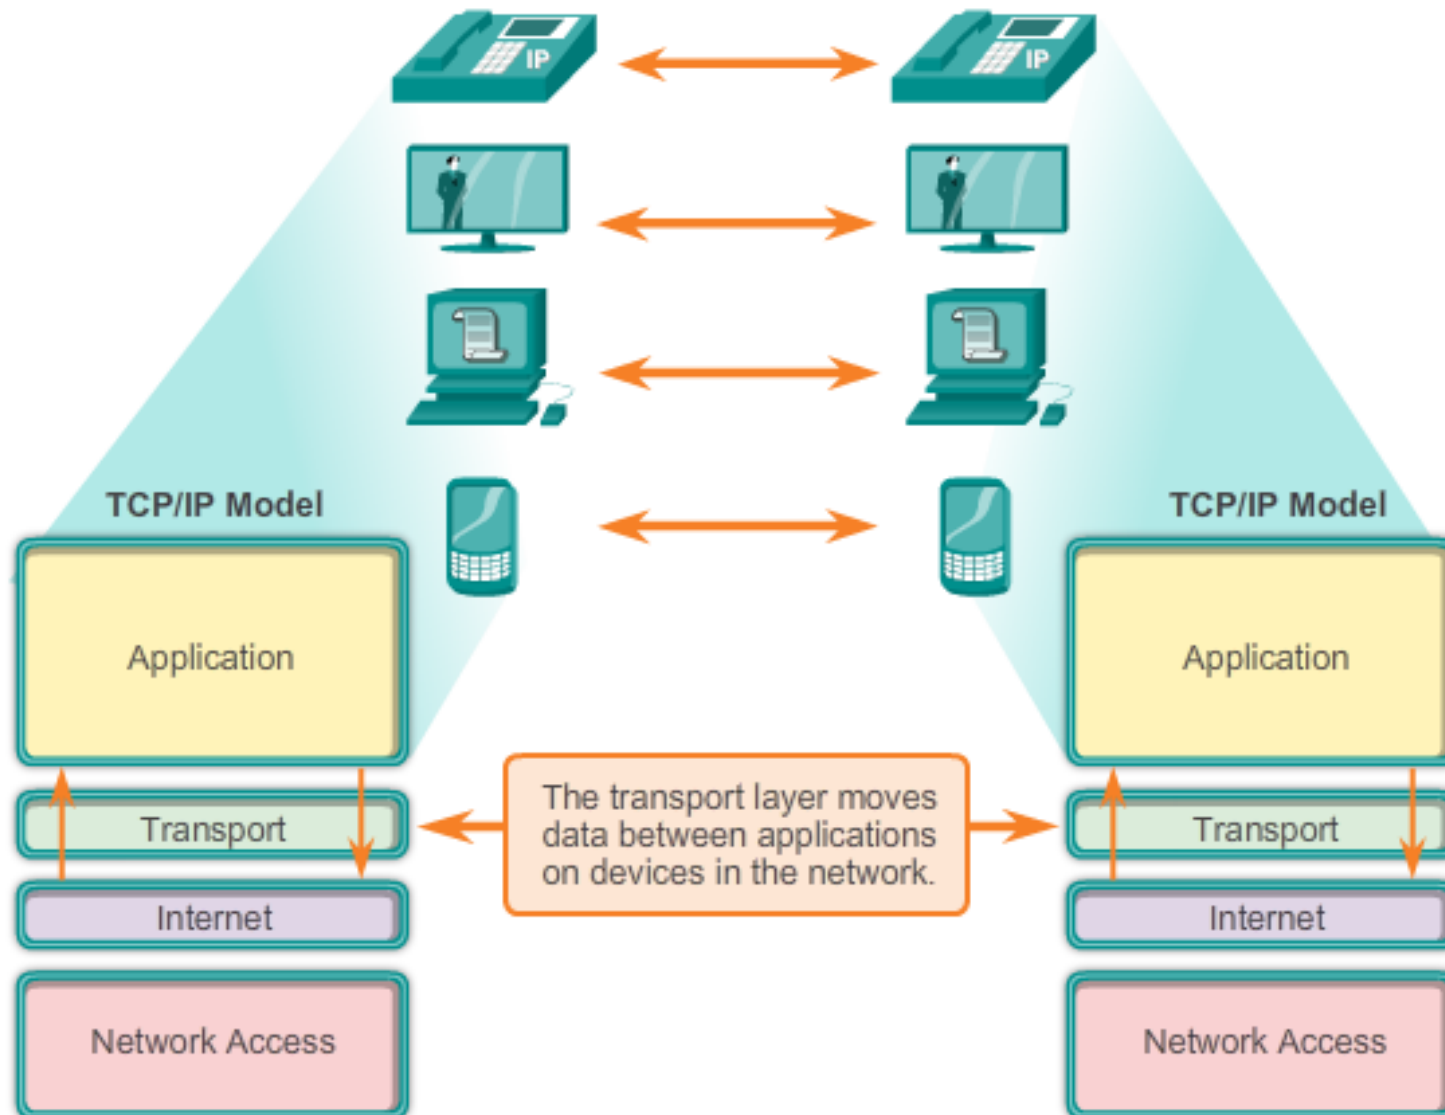 IP
IP
TCP/IP Model
TCP/IP Model
Application
Application
The transport layer moves
data between applications
on devices in the network.
Transport
Transport
Internet
Internet
Network Access
Network Access